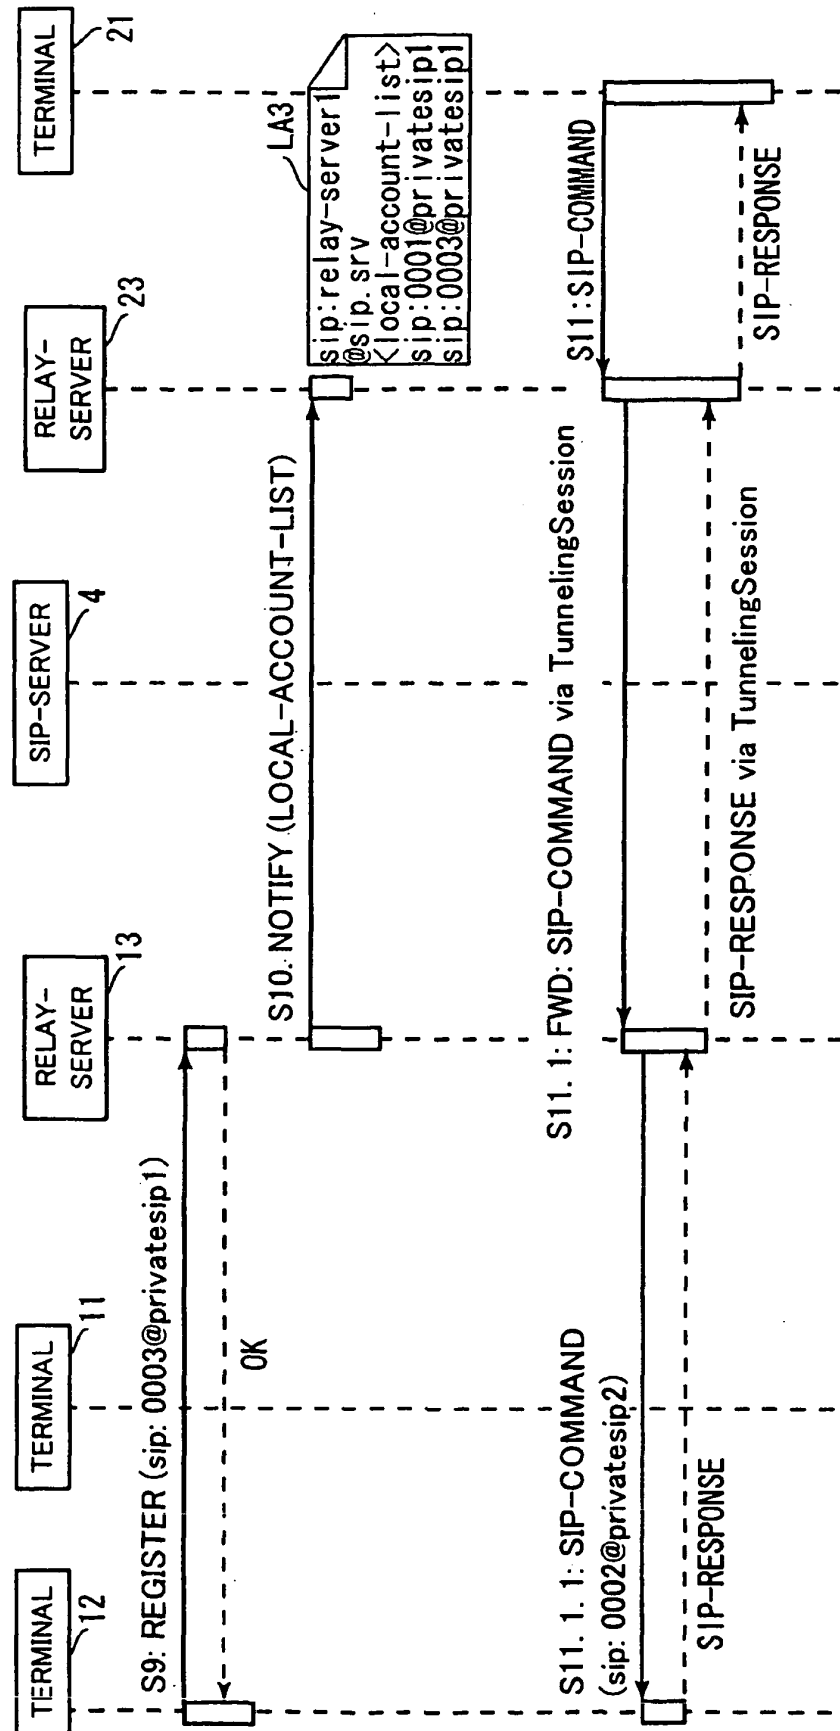 TERMINAL
12
TERMINAL
11
RELAY-
SERVER
13
SIP-SERVER
4
RELAY-
SERVER
23
TERMINAL
21
S9: REGISTER (sip: 0003@privatesip1)
OK
S10. NOTIFY (LOCAL-ACCOUNT-LIST)
LA3
sip:relay-server1
@sip.srv
<local-account-list>
sip:0001@privatesip1
sip:0003@privatesip1
S11:SIP-COMMAND
S11. 1: FWD: SIP-COMMAND via TunnelingSession
S11. 1. 1: SIP-COMMAND
(sip: 0002@privatesip2)
SIP-RESPONSE
SIP-RESPONSE via TunnelingSession
SIP-RESPONSE